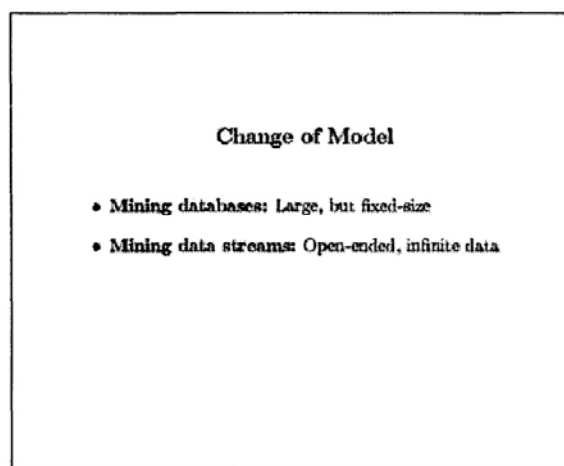 Change of Model
• Mining databases: Large, but fixed-size
• Mining data streams: Open-ended, infinite data